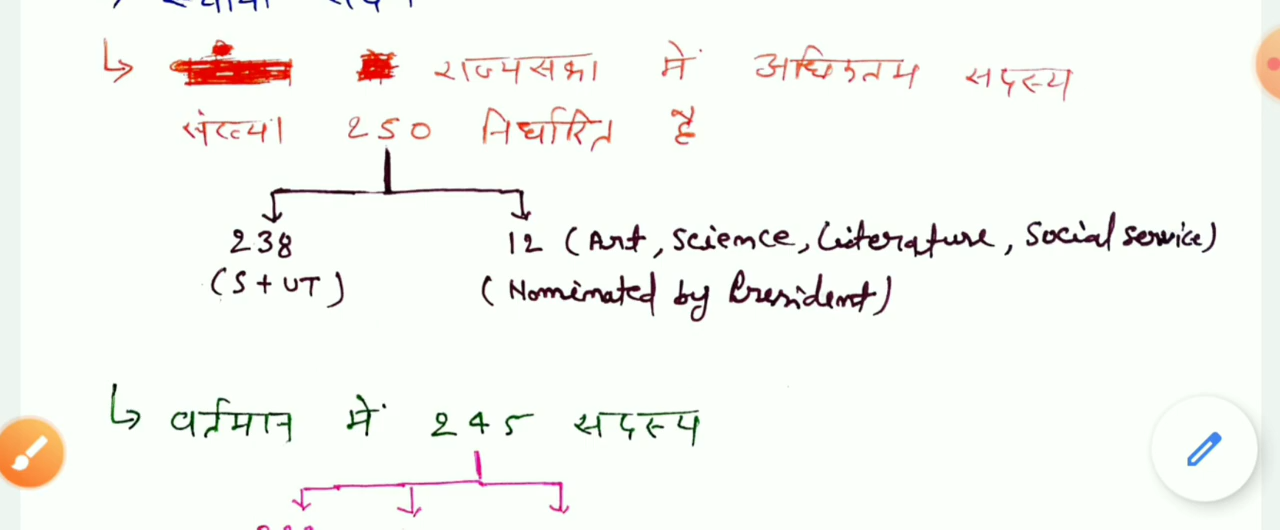 ↳ राज्यसभा में अधिकतम सदस्य
संख्या 250 निर्धारित है
238 12 (Art, Science, Literature, Social service)
(S + UT) (Nominated by President)
↳ वर्तमान में 245 सदस्य